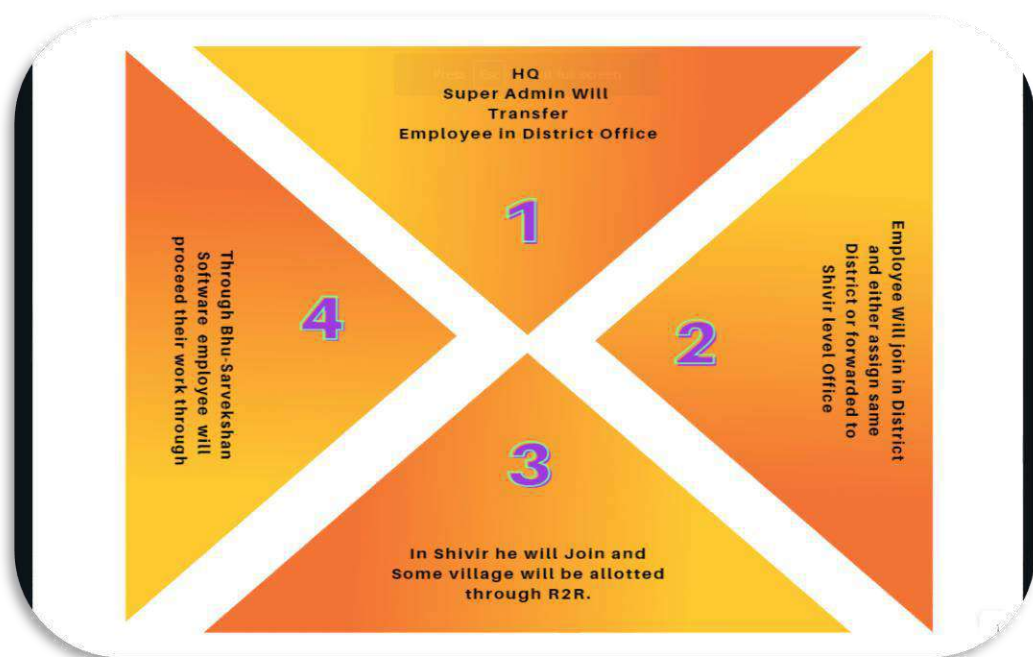 HQ
Super Admin Will
Transfer
Employee in District Office
1
Employee Will join in District
and either assign same
District or forwarded to
Shivir level Office
2
3
In Shivir he will Join and
Some village will be allotted
through R2R.
4
Through Bhu-Sarvekshan
Software employee will
proceed their work through